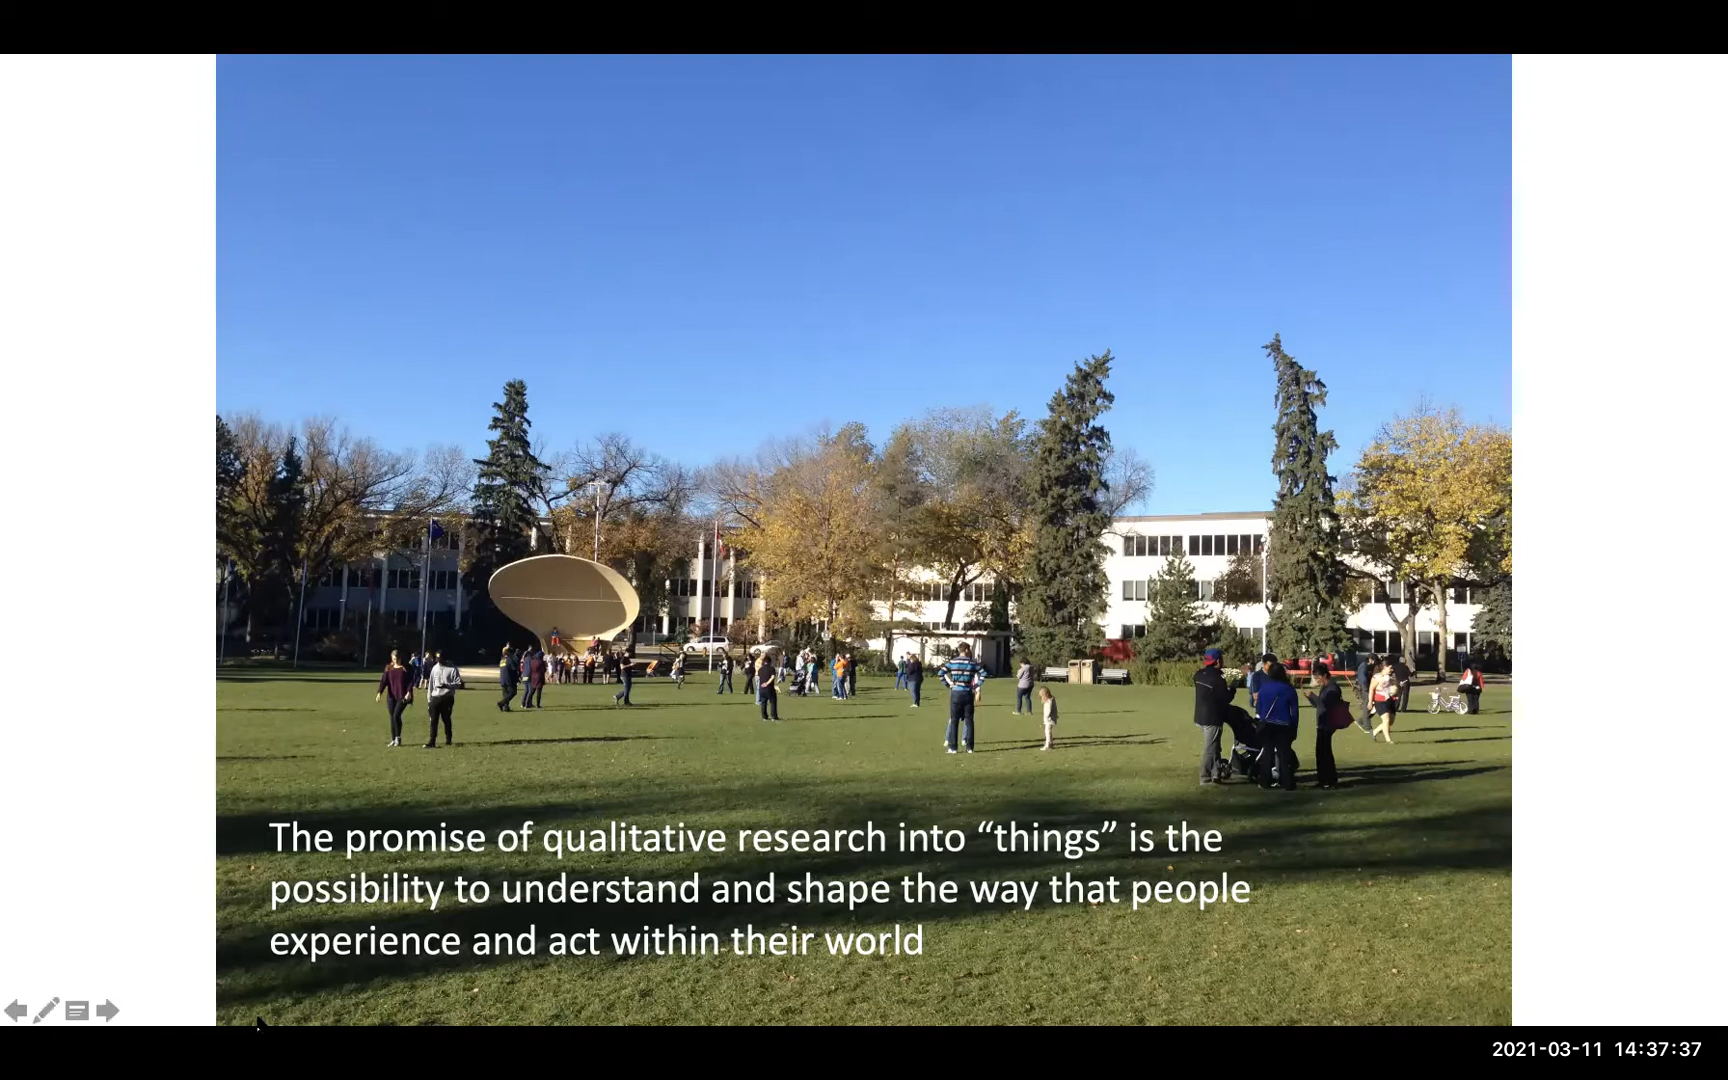 The promise of qualitative research into “things” is the
possibility to understand and shape the way that people
experience and act within their world
2021-03-11 14:37:37